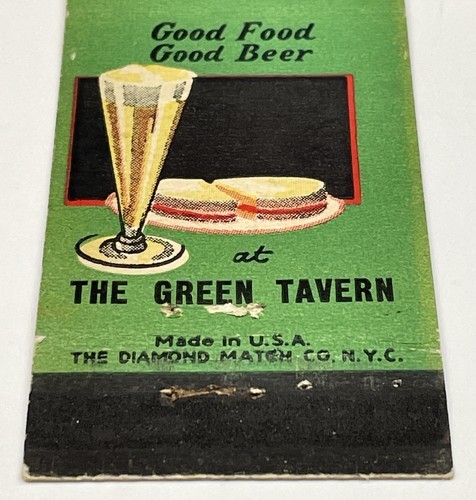 Good Food
Good Beer
at
THE GREEN TAVERN
Made in U.S.A.
THE DIAMOND MATCH CO. N.Y.C.